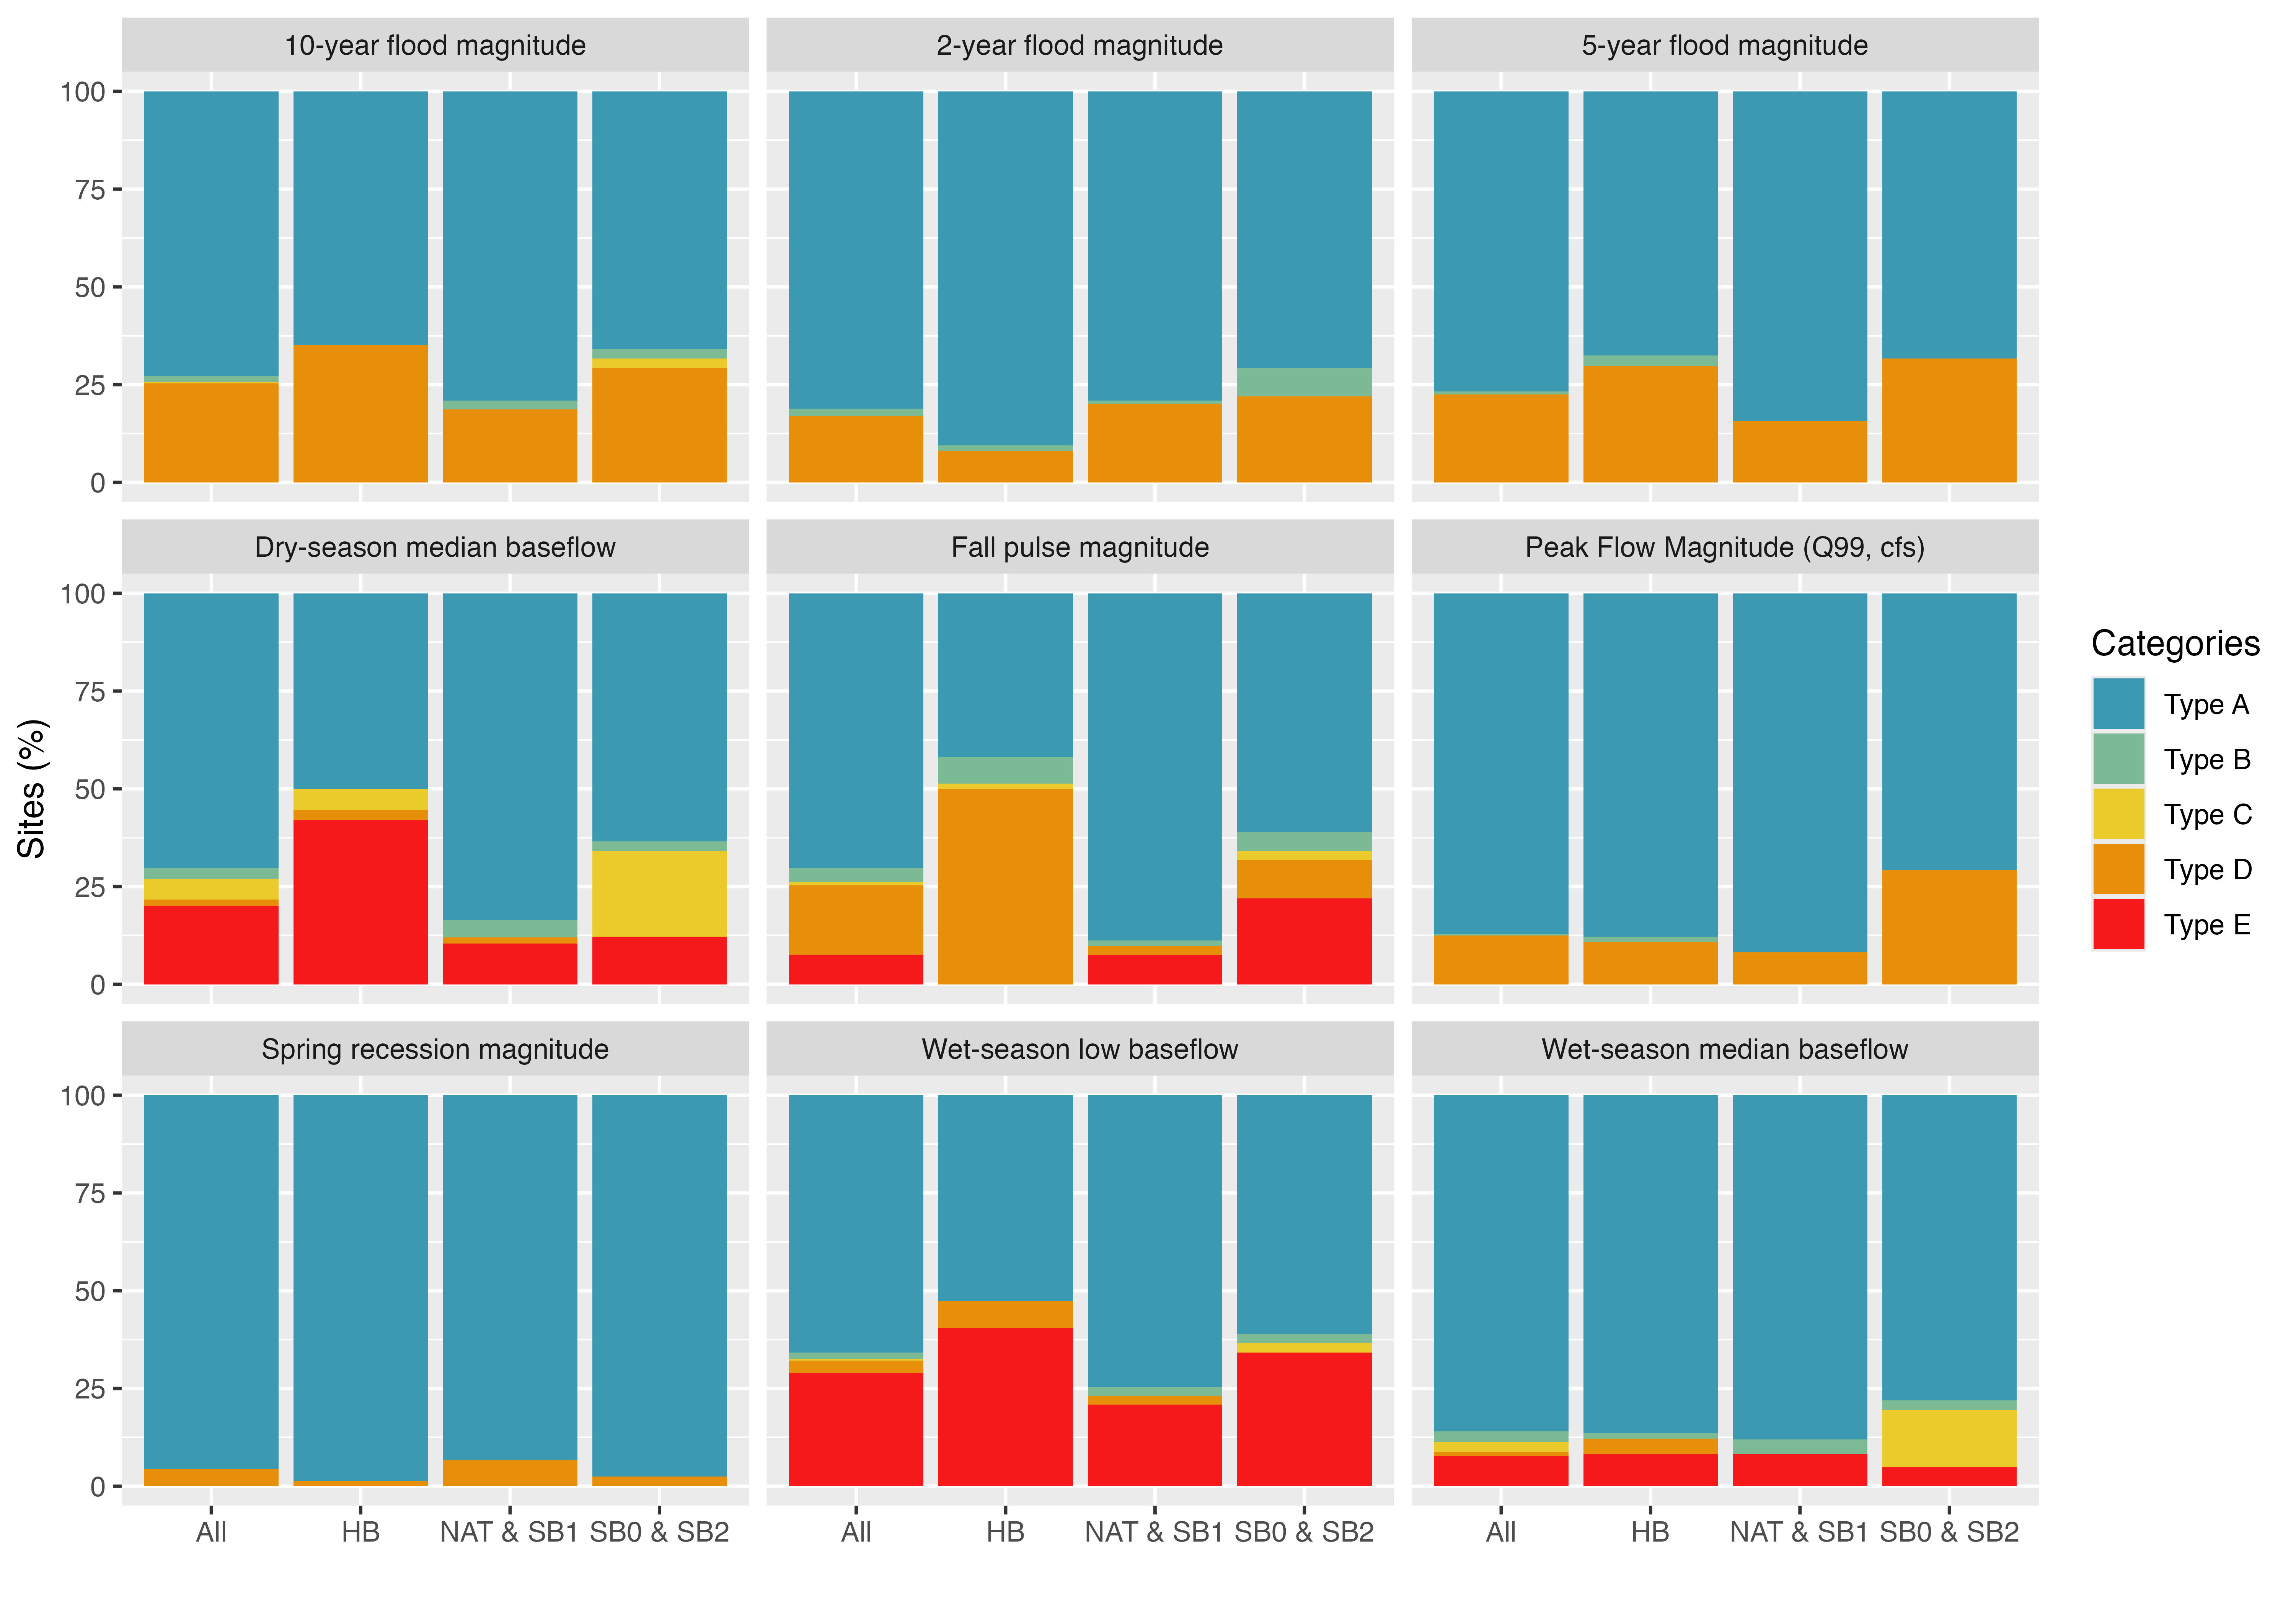 10-year flood magnitude
2-year flood magnitude
5-year flood magnitude
100
75
50
25
0
Dry-season median baseflow
Fall pulse magnitude
Peak Flow Magnitude (Q99, cfs)
100
75
50
25
0
Sites (%)
Spring recession magnitude
Wet-season low baseflow
Wet-season median baseflow
100
75
50
25
0
All HB NAT & SB1 SB0 & SB2
All HB NAT & SB1 SB0 & SB2
All HB NAT & SB1 SB0 & SB2
Categories
Type A
Type B
Type C
Type D
Type E